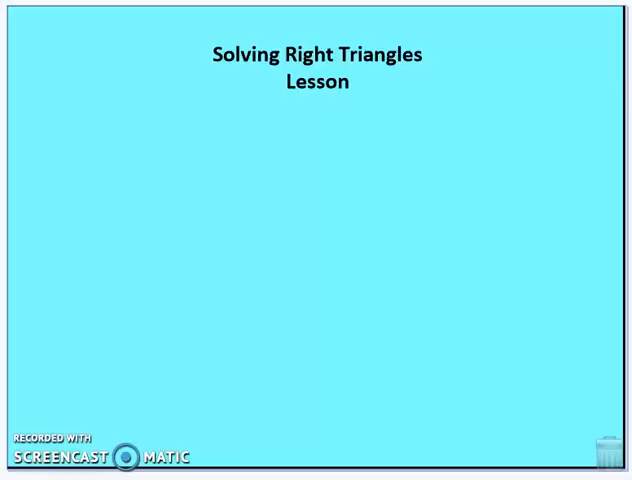 Solving Right Triangles
Lesson
RECORDED WITH
SCREENCAST MATIC